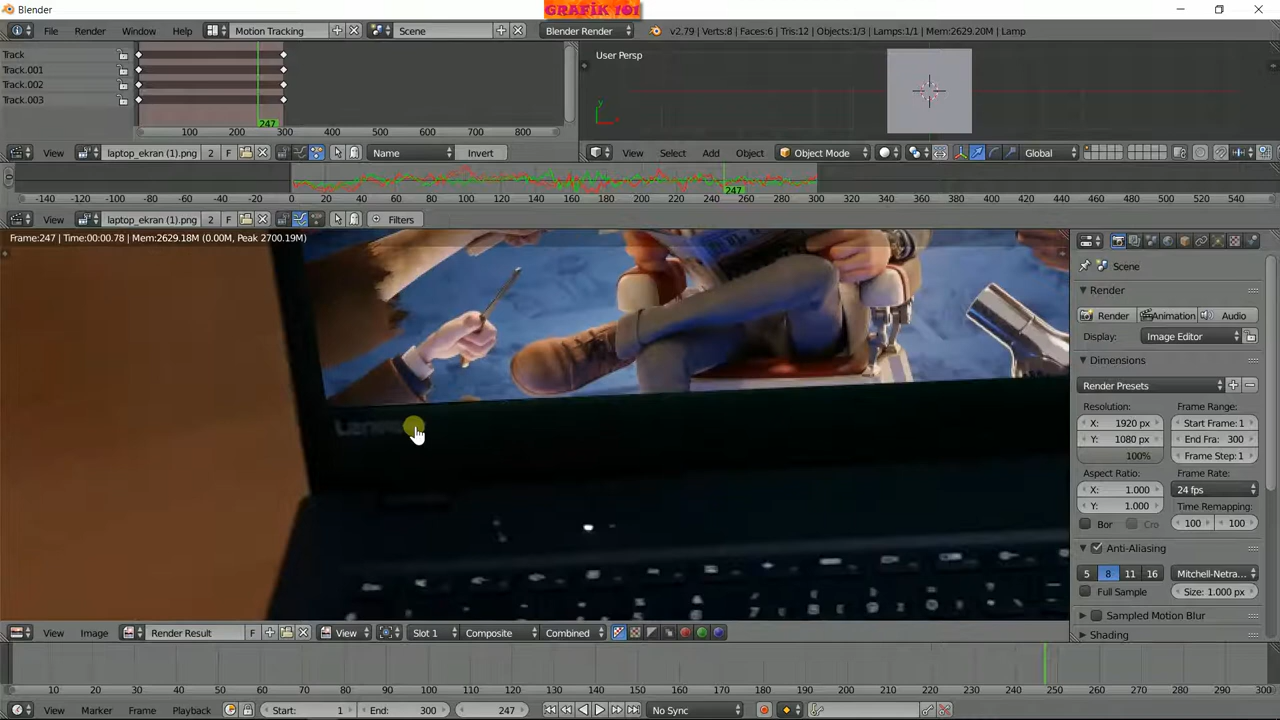 Blender
GRAFİK 101
File Render Window Help Motion Tracking Scene Blender Render v2.79 | Verts:8 | Faces:6 | Tris:12 | Objects:1/3 | Lamps:1/1 | Mem:2629.20M | Lamp
Track
Track.001
Track.002
Track.003
247
100 200 300 400 500 600 700 800
User Persp
View laptop_ekran (1).png 2 F Name Invert
View Select Add Object Object Mode Global
247
-140 -120 -100 -80 -60 -40 -20 0 20 40 60 80 100 120 140 160 180 200 220 240 260 280 300 320 340 360 380 400 420 440 460 480 500 520 540
View laptop_ekran (1).png 2 F Filters
Frame:247 | Time:00:00.78 | Mem:2629.18M (0.00M, Peak 2700.19M)
Scene
Render
Render Animation Audio
Display: Image Editor
Dimensions
Render Presets
Resolution: Frame Range:
X: 1920 px Start Frame: 1
Y: 1080 px End Fra: 300
100% Frame Step: 1
Aspect Ratio: Frame Rate:
X: 1.000 24 fps
Y: 1.000 Time Remapping:
Bor Cro 100 100
Anti-Aliasing
5 8 11 16 Mitchell-Netra...
Full Sample Size: 1.000 px
Sampled Motion Blur
Shading
View Image Render Result F View Slot 1 Composite Combined
10 20 30 40 50 60 70 80 90 100 110 120 130 140 150 160 170 180 190 200 210 220 230 240 250 260 270 280 290 300
View Marker Frame Playback Start: 1 End: 300 247 No Sync